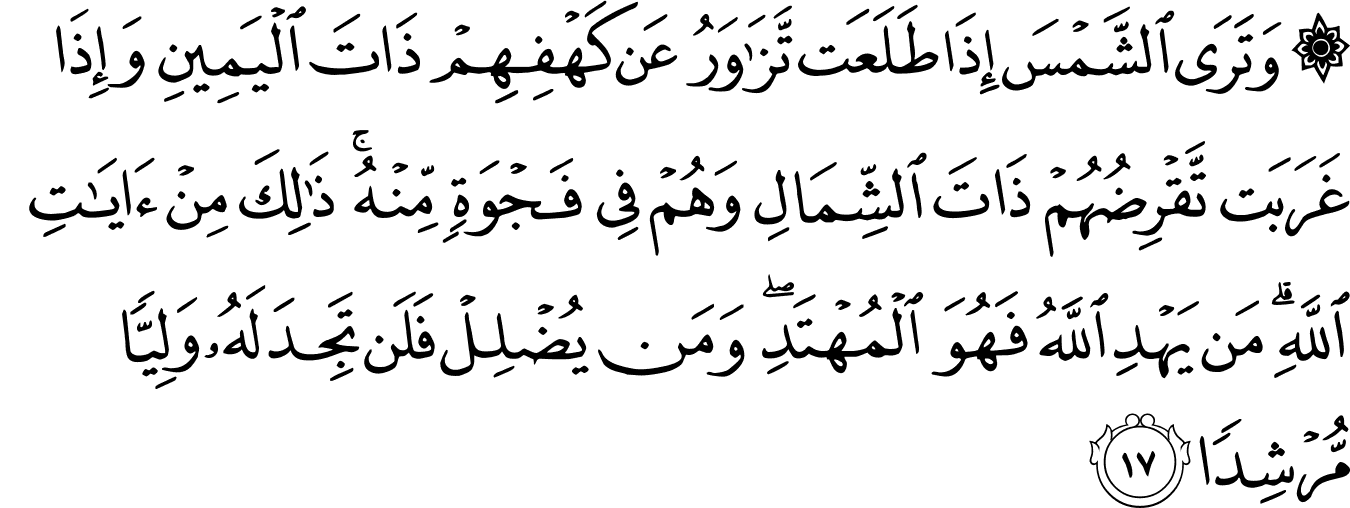 ۞ وَتَرَى ٱلشَّمْسَ إِذَا طَلَعَت تَّزَٰوَرُ عَن كَهْفِهِمْ ذَاتَ ٱلْيَمِينِ وَإِذَا
غَرَبَت تَّقْرِضُهُمْ ذَاتَ ٱلشِّمَالِ وَهُمْ فِى فَجْوَةٍ مِّنْهُ ۚ ذَٰلِكَ مِنْ ءَايَـٰتِ
ٱللَّهِ ۗ مَن يَهْدِ ٱللَّهُ فَهُوَ ٱلْمُهْتَدِ ۖ وَمَن يُضْلِلْ فَلَن تَجِدَ لَهُۥ وَلِيًّا
مُّرْشِدًا ١٧